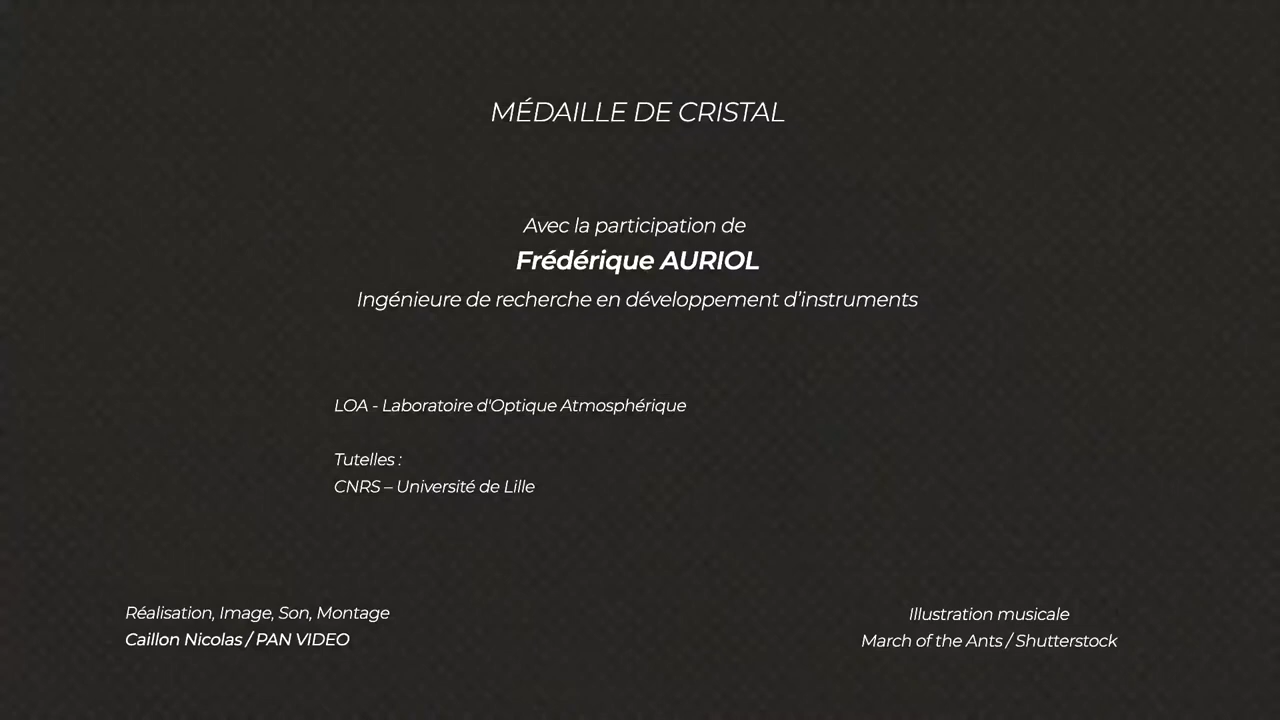 MÉDAILLE DE CRISTAL
Avec la participation de
Frédérique AURIOL
Ingénieure de recherche en développement d’instruments
LOA - Laboratoire d'Optique Atmosphérique
Tutelles :
CNRS – Université de Lille
Réalisation, Image, Son, Montage
Caillon Nicolas / PAN VIDEO
Illustration musicale
March of the Ants / Shutterstock